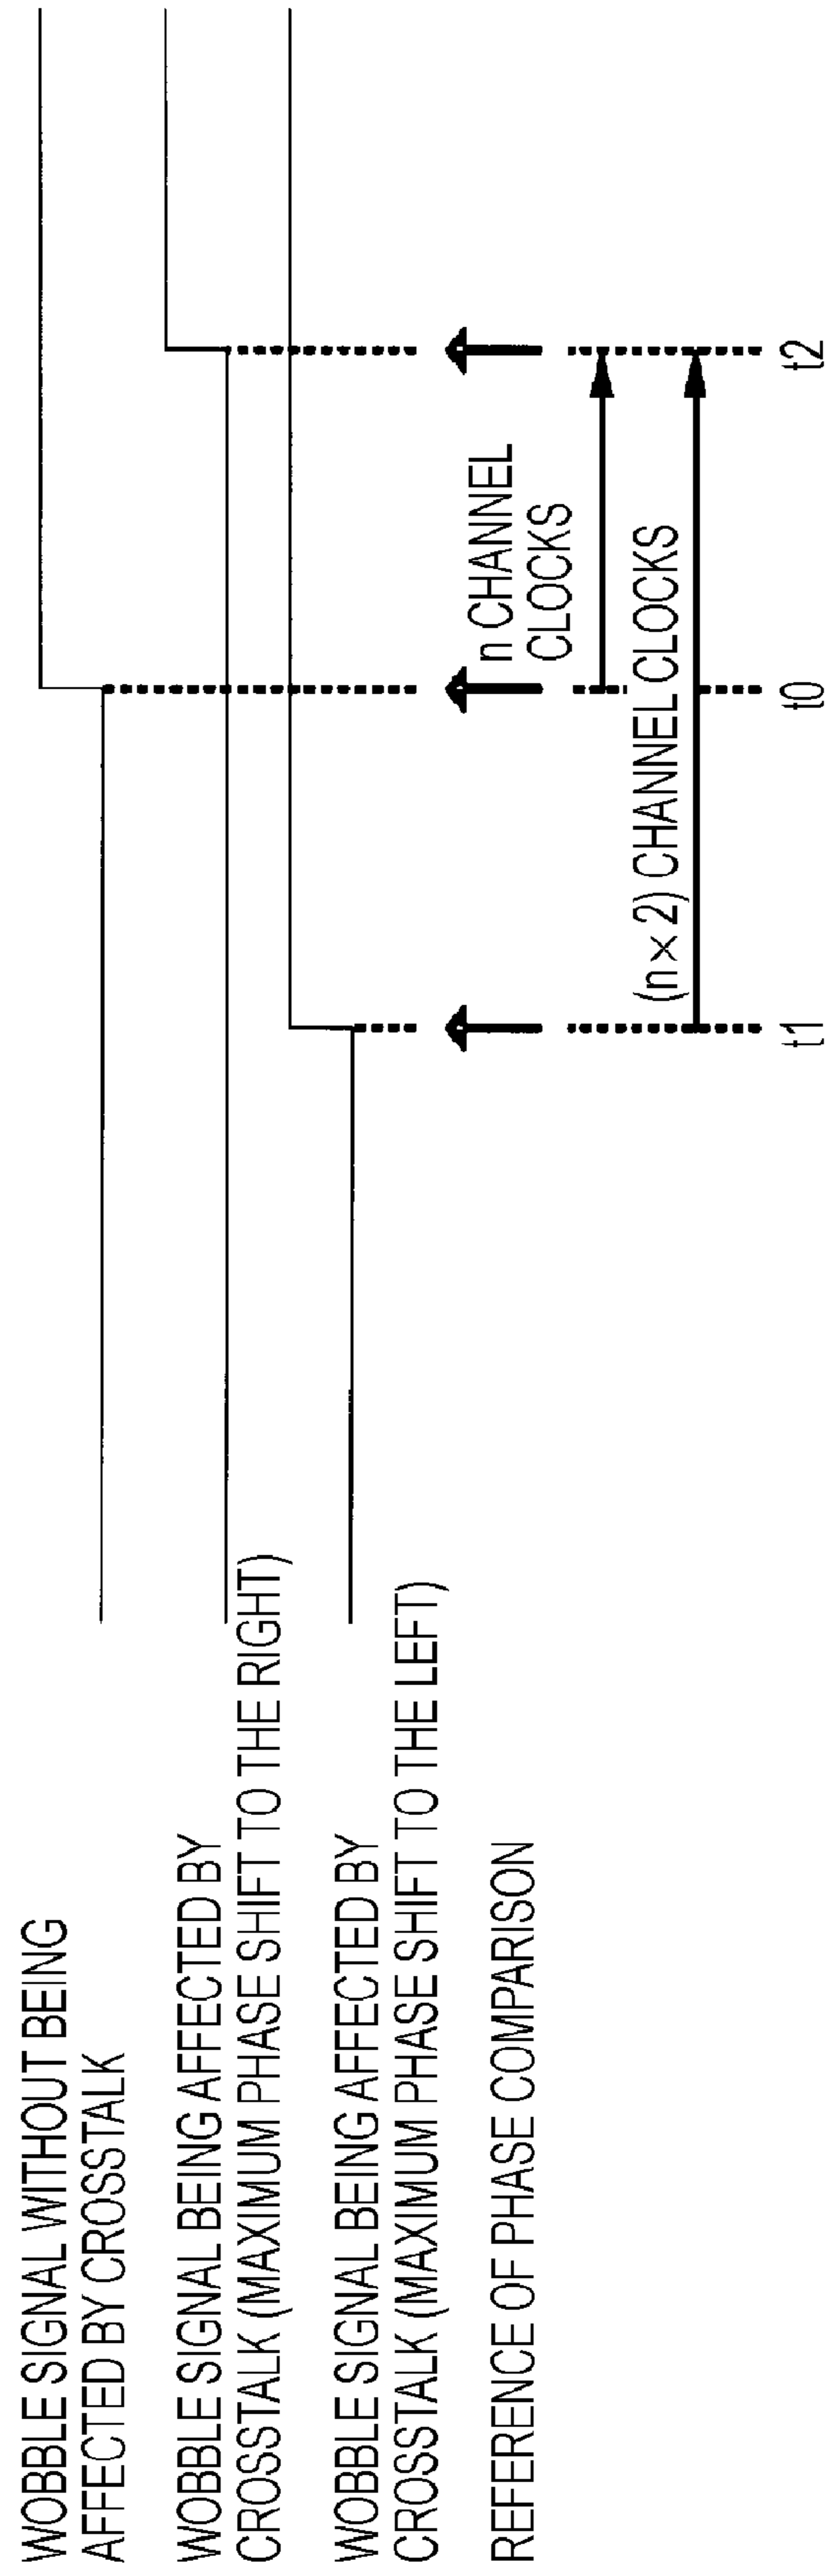 WOBBLE SIGNAL WITHOUT BEING
AFFECTED BY CROSSTALK
WOBBLE SIGNAL BEING AFFECTED BY
CROSSTALK (MAXIMUM PHASE SHIFT TO THE RIGHT)
WOBBLE SIGNAL BEING AFFECTED BY
CROSSTALK (MAXIMUM PHASE SHIFT TO THE LEFT)
REFERENCE OF PHASE COMPARISON
n CHANNEL
CLOCKS
(n × 2) CHANNEL CLOCKS
t1
t0
t2